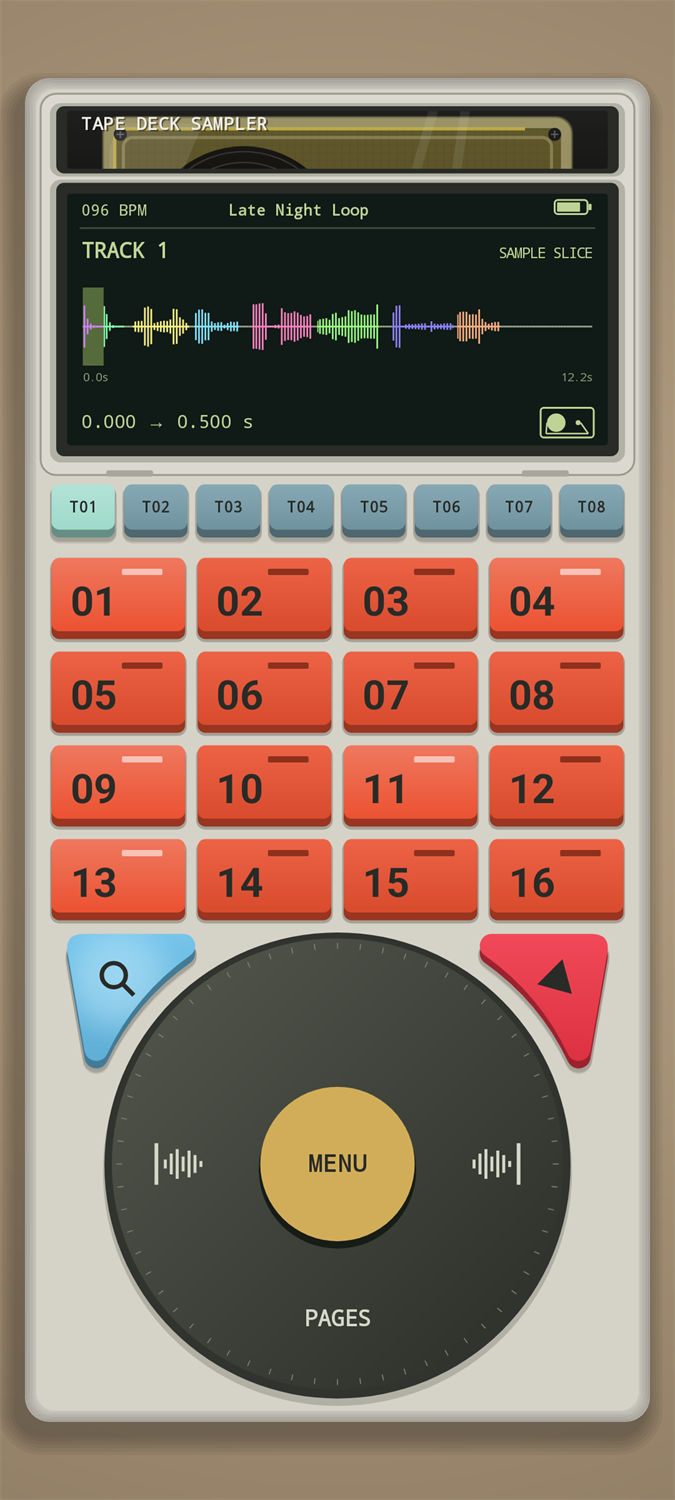 TAPE DECK SAMPLER
096 BPM Late Night Loop
TRACK 1 SAMPLE SLICE
0.0s 12.2s
0.000 → 0.500 s
T01 T02 T03 T04 T05 T06 T07 T08
01 02 03 04
05 06 07 08
09 10 11 12
13 14 15 16
MENU
PAGES